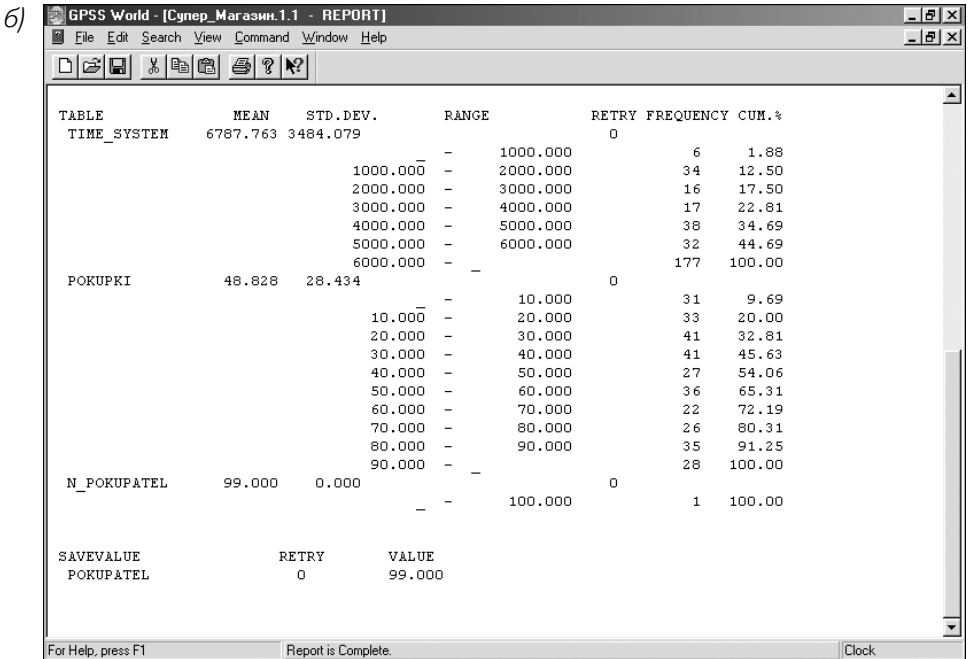 б)
GPSS World - [Супер_Магазин.1.1 - REPORT]
File Edit Search View Command Window Help
TABLE MEAN STD.DEV. RANGE RETRY FREQUENCY CUM.%
TIME_SYSTEM 6787.763 3484.079 0
_ - 1000.000 6 1.88
1000.000 - 2000.000 34 12.50
2000.000 - 3000.000 16 17.50
3000.000 - 4000.000 17 22.81
4000.000 - 5000.000 38 34.69
5000.000 - 6000.000 32 44.69
6000.000 - _ 177 100.00
POKUPKI 48.828 28.434 0
_ - 10.000 31 9.69
10.000 - 20.000 33 20.00
20.000 - 30.000 41 32.81
30.000 - 40.000 41 45.63
40.000 - 50.000 27 54.06
50.000 - 60.000 36 65.31
60.000 - 70.000 22 72.19
70.000 - 80.000 26 80.31
80.000 - 90.000 35 91.25
90.000 - _ 28 100.00
N_POKUPATEL 99.000 0.000 0
_ - 100.000 1 100.00
SAVEVALUE RETRY VALUE
POKUPATEL 0 99.000
For Help, press F1 Report is Complete. Clock